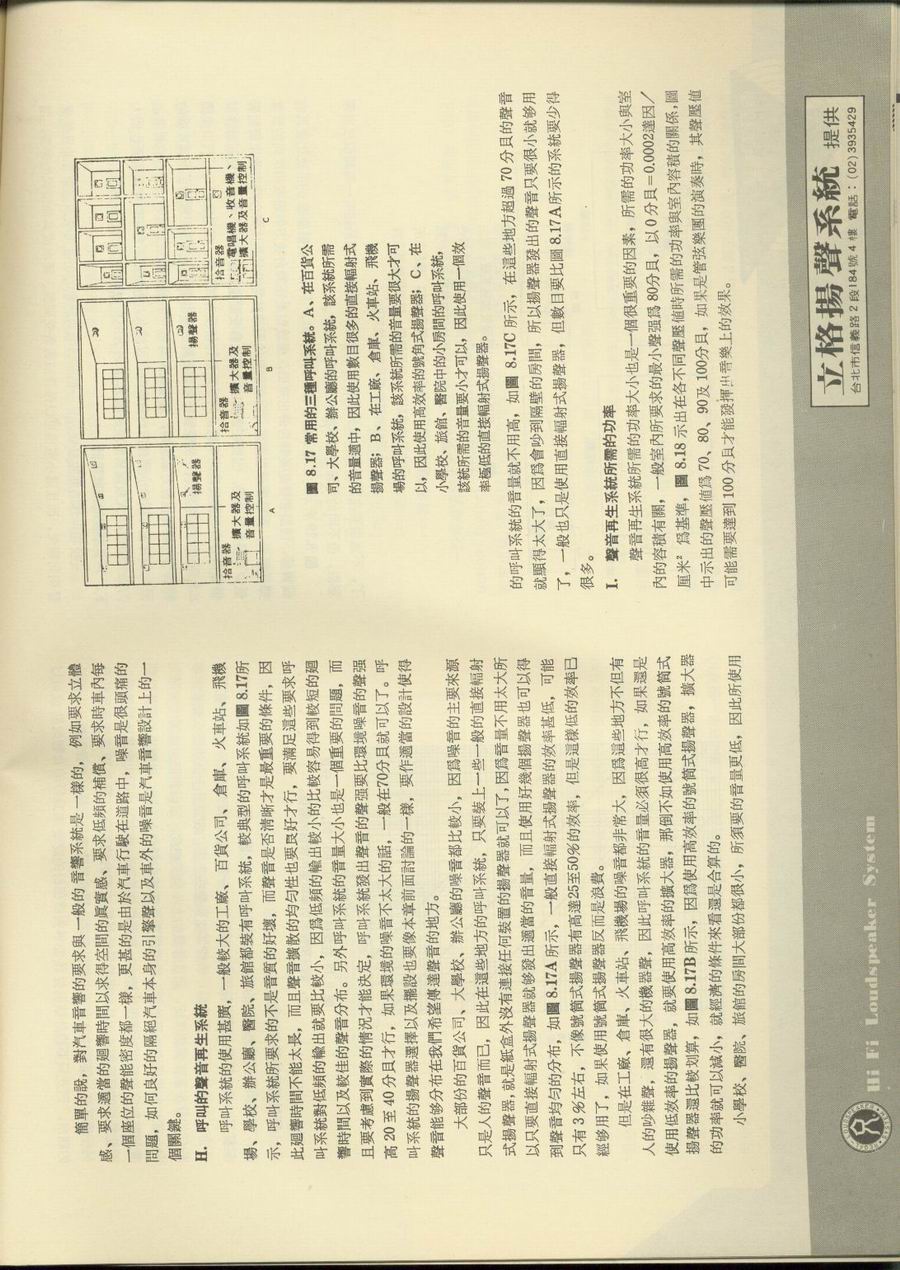 簡單的說，對汽車音響的要求與一般的音響系統是一樣的，例如要求立體
感、要求適當的廻響時間以求得空間的眞實感、要求低頻的補償、要求時車內每
一個座位的聲能密度都一樣，更甚的是由於汽車行駛在道路中，噪音是很頭痛的
問題，如何良好的隔絕汽車本身的引擎聲以及車外的噪音是汽車音響設計上的一
個關鍵。
H. 呼叫的聲音再生系統
呼叫系統的使用甚廣，一般較大的工廠、百貨公司、倉庫、火車站、飛機
場、學校、辦公廳、醫院、旅館都裝有呼叫系統，較典型的呼叫系統如圖 8.17所
示，呼叫系統所要求的不是音質的好壞，而聲音是否清晰才是最重要的條件，因
此廻響時間不能太長，而且聲音擴散的均勻性也要良好才行，要滿足這些要求呼
叫系統對低頻的輸出就要比較小，因爲低頻的輸出較小的比較容易得到較短的廻
響時間以及較佳的聲音分布。另外呼叫系統的音量大小也是一個重要的問題，而
且要考慮到實際的情況才能決定，呼叫系統發出聲音的聲强要比環境噪音的聲强
高 20 至 40 分貝才行，如果環境的噪音不太大的話，一般在70分貝就可以了。呼
叫系統的揚聲器選擇以及擺設也要像本章前面討論的一樣，要作適當的設計使得
聲音能夠分布在我們希望傳達聲音的地方。
大部份的百貨公司、大學校、辦公廳的噪音都比較小，因爲噪音的主要來源
只是人的聲音而已，因此在這些地方的呼叫系統，只要裝上一些一般的直接輻射
式揚聲器，就是紙盒外沒有連接任何裝置的揚聲器就可以了，因爲音量不用太大所
以只要直接輻射式揚聲器就能够發出適當的音量，而且使用好幾個揚聲器也可以得
到聲音均勻的分布，如圖 8.17A 所示，一般直接輻射式揚聲器的效率甚低，可能
只有 3 %左右，不像號筒式揚聲器有高達25至50%的效率，但是這樣低的效率已
經够用了，如果使用號筒式揚聲器反而是浪費。
但是在工廠、倉庫、火車站、飛機揚的噪音都非常大，因爲這些地方不但有
人的吵雜聲，還有很大的機器聲，因此呼叫系統的音量必須很高才行，如果還是
使用低效率的揚聲器，就要使用高效率的擴大器，那倒不如使用高效率的號筒式
揚聲器還比較划算，如圖 8.17B 所示，因爲使用高效率的號筒式揚聲器，擴大器
的功率就可以減小，就經濟的條件來看還是合算的。
小學校、醫院、旅館的房間大部份都很小，所須要的音量更低，因此所使用
拾音器
擴大器及
音量控制
揚聲器
A
拾音器
擴大器及
音量控制
揚聲器
B
拾音器
電唱機、收音機、
擴大器及音量控制
C
圖 8.17 常用的三種呼叫系統。A、在百貨公
司、大學校、辦公廳的呼叫系統，該系統所需
的音量適中，因此使用數目很多的直接輻射式
揚聲器；B、在工廠、倉庫、火車站、飛機
場的呼叫系統，該系統所需的音量要很大才可
以，因此使用高效率的號角式揚聲器；C、在
小學校、旅館、醫院中的小房間的呼叫系統，
該統所需的音量要小才可以，因此使用一個效
率極低的直接輻射式揚聲器。
的呼叫系統的音量就不用高，如圖 8.17C 所示，在這些地方超過 70 分貝的聲音
就顯得太大了，因爲會吵到隔壁的房間，所以揚聲器發出的聲音只要很小就够用
了，一般也只是使用直接輻射式揚聲器，但數目要比圖 8.17A所示的系統要少得
很多。
I. 聲音再生系統所需的功率
聲音再生系統所需的功率大小也是一個很重要的因素，所需的功率大小與室
內的容積有關，一般室內所要求的最小聲强爲 80分貝，以 0 分貝＝0.0002達因／
厘米² 爲基準，圖 8.18 示出在各不同聲壓値時所需的功率與室內容積的關係，圖
中示出的聲壓値爲 70、80、90及 100分貝，如果是管弦樂團的演奏時，其聲壓値
可能需要達到 100 分貝才能發揮出音樂上的效果。
Hi Fi Loudspeaker System
立格揚聲系統 提供
台北市信義路 2 段184號 4 樓 電話：(02) 3935429